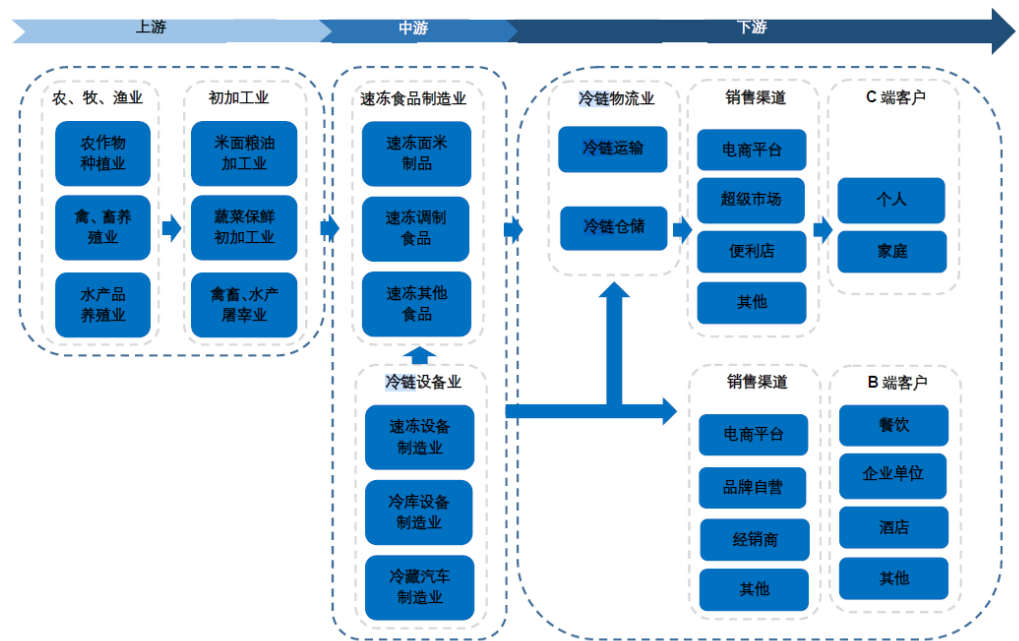 上游
中游
下游
农、牧、渔业
农作物
种植业
禽、畜养
殖业
水产品
养殖业
初加工业
米面粮油
加工业
蔬菜保鲜
初加工业
禽畜、水产
屠宰业
速冻食品制造业
速冻面米
制品
速冻调制
食品
速冻其他
食品
冷链设备业
速冻设备
制造业
冷库设备
制造业
冷藏汽车
制造业
冷链物流业
冷链运输
冷链仓储
销售渠道
电商平台
超级市场
便利店
其他
C 端客户
个人
家庭
销售渠道
电商平台
品牌自营
经销商
其他
B 端客户
餐饮
企业单位
酒店
其他